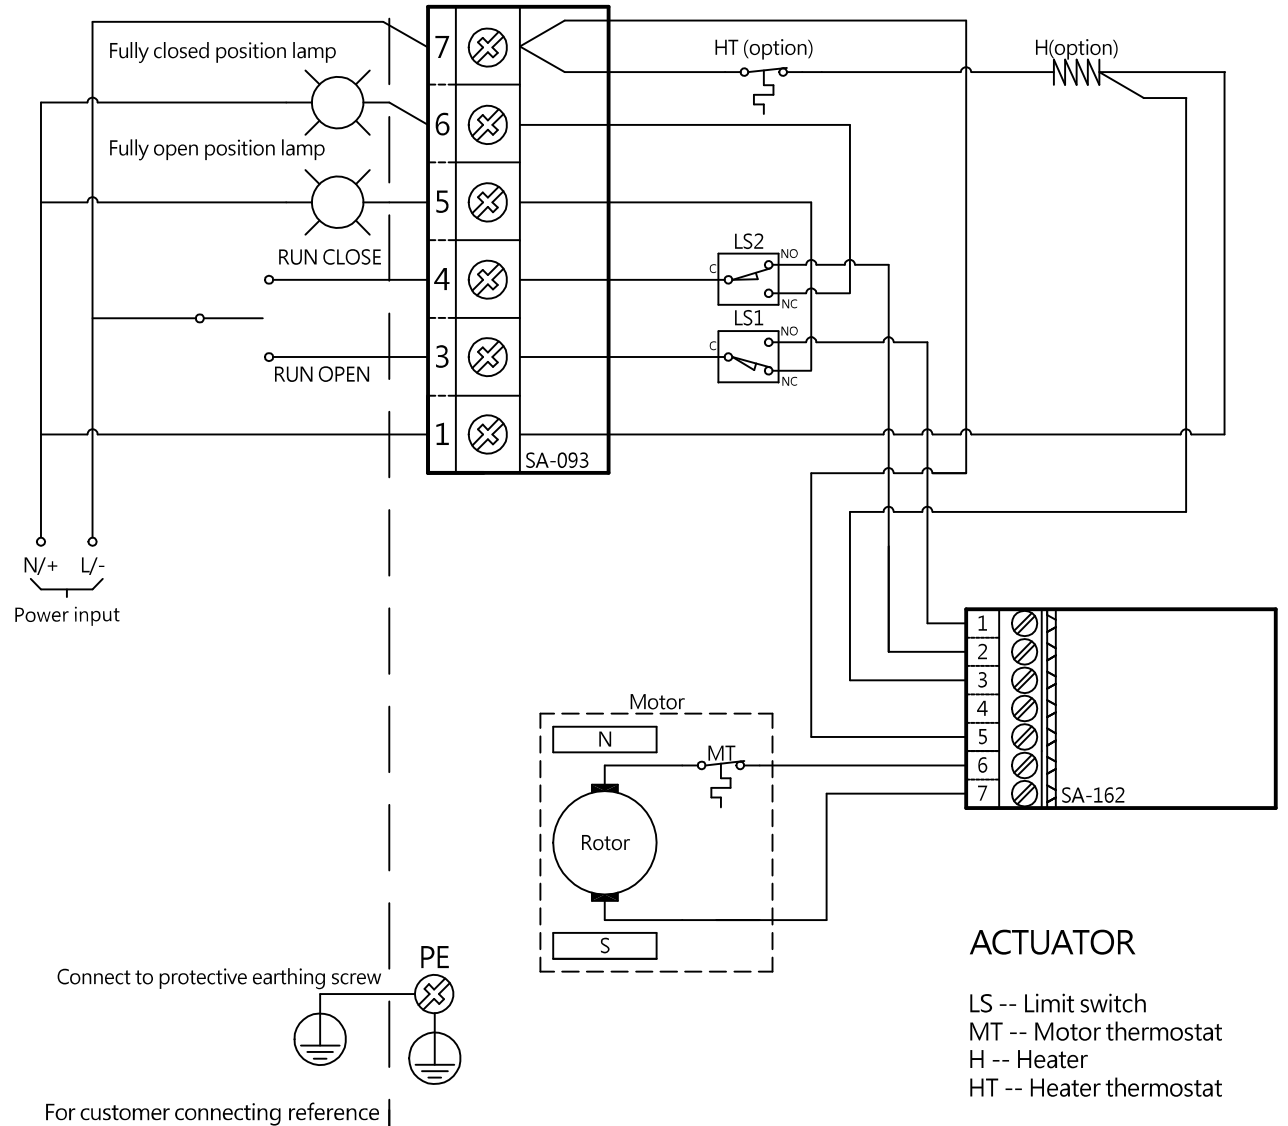 Fully closed position lamp
7
HT (option)
H(option)
6
Fully open position lamp
5
RUN CLOSE
4
LS2
C
NO
NC
LS1
3
C
NO
NC
RUN OPEN
1
SA-093
N/+
L/-
Power input
1
2
3
4
5
6
7
SA-162
Motor
N
MT
Rotor
S
ACTUATOR
PE
Connect to protective earthing screw
LS -- Limit switch
MT -- Motor thermostat
H -- Heater
HT -- Heater thermostat
For customer connecting reference